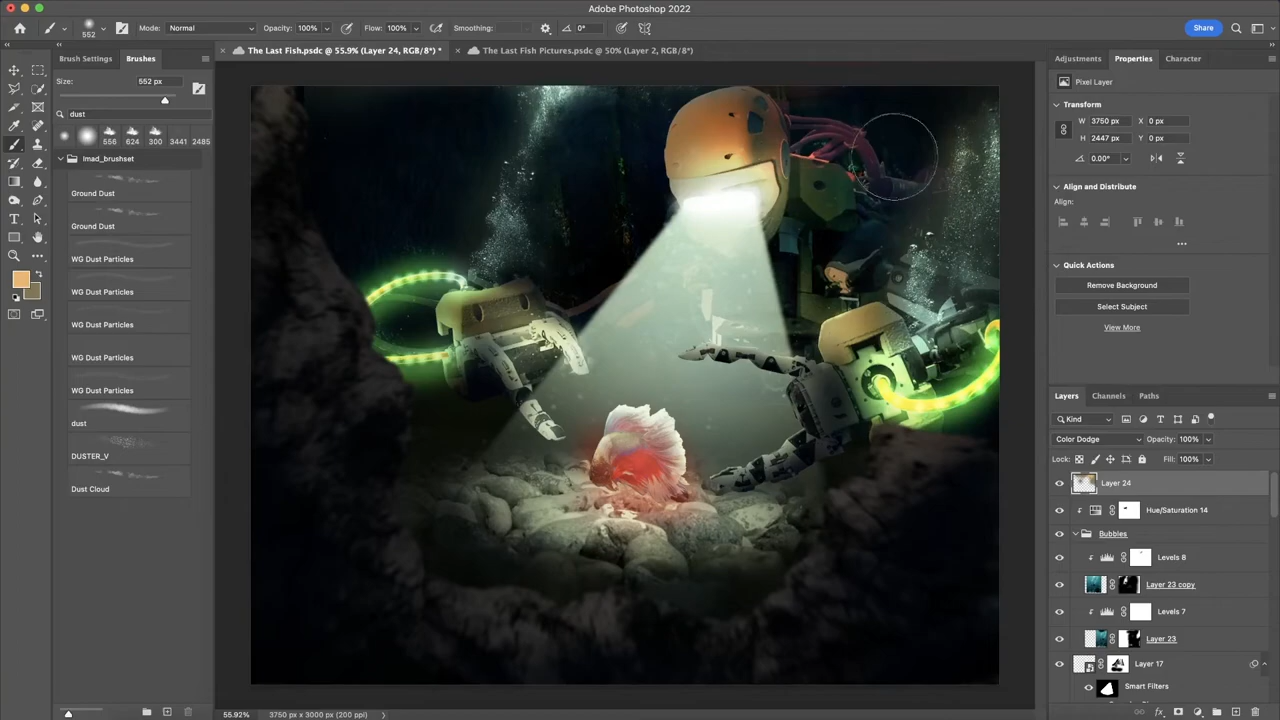 Adobe Photoshop 2022
552
Mode: Normal
Opacity: 100%
Flow: 100%
Smoothing:
0°
Share
The Last Fish.psdc @ 55.9% (Layer 24, RGB/8*) *
The Last Fish Pictures.psdc @ 50% (Layer 2, RGB/8*)
Brush Settings
Brushes
Size:
552 px
dust
556
624
300
3441
2485
Imad_brushset
Ground Dust
Ground Dust
WG Dust Particles
WG Dust Particles
WG Dust Particles
WG Dust Particles
WG Dust Particles
dust
DUSTER_V
Dust Cloud
55.92%
3750 px x 3000 px (200 ppi)
Adjustments
Properties
Character
Pixel Layer
Transform
W 3750 px
X 0 px
H 2447 px
Y 0 px
0.00°
Align and Distribute
Align:
Quick Actions
Remove Background
Select Subject
View More
Layers
Channels
Paths
Kind
Color Dodge
Opacity: 100%
Lock:
Fill: 100%
Layer 24
Hue/Saturation 14
Bubbles
Levels 8
Layer 23 copy
Levels 7
Layer 23
Layer 17
Smart Filters